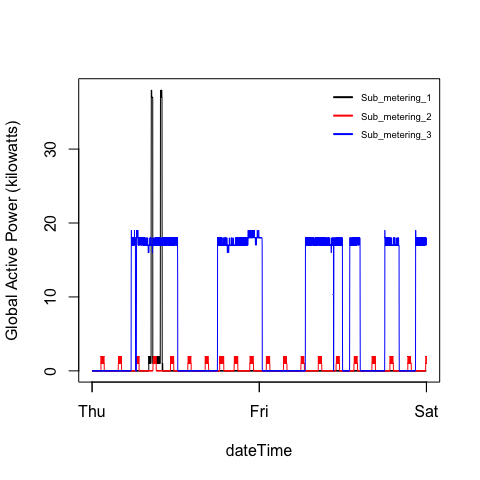 Sub_metering_1
Sub_metering_2
Sub_metering_3
Global Active Power (kilowatts)
30
20
10
0
Thu Fri Sat
dateTime